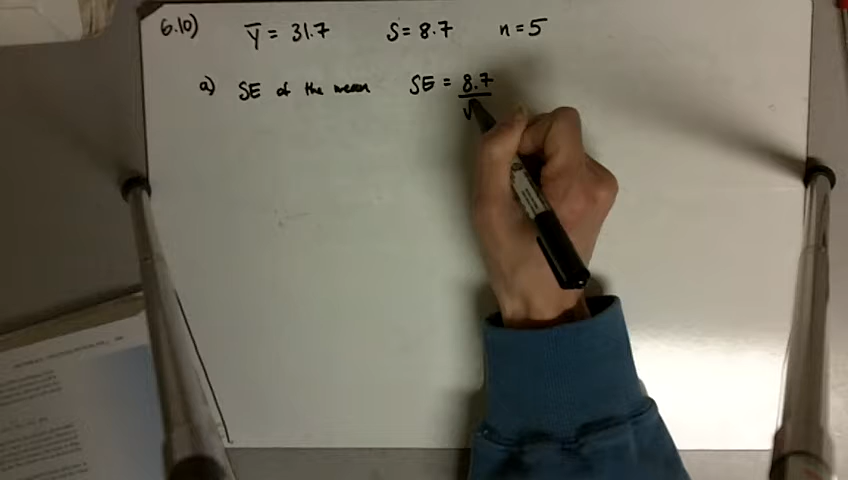 6.10) Y̅ = 31.7 S = 8.7 n = 5
a) SE of the mean SE = 8.7 / √